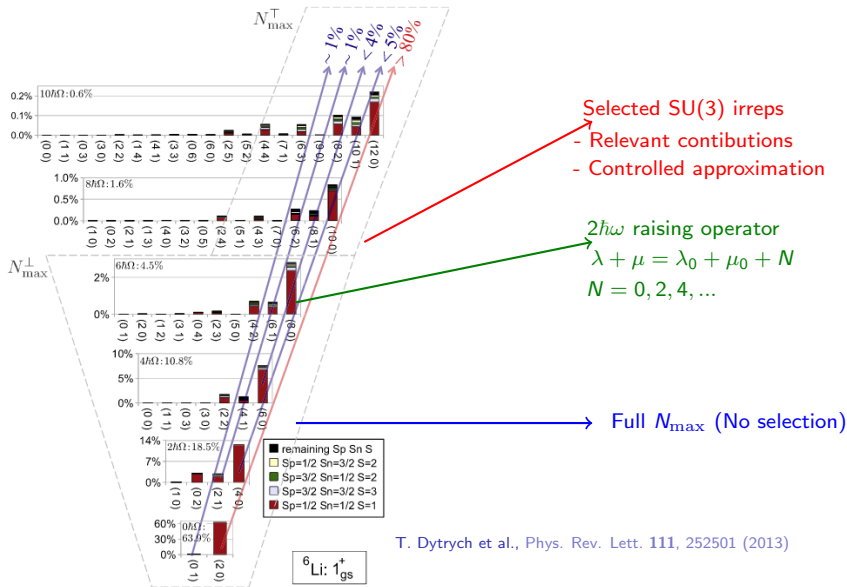 N⊤max
~1%
~1%
<4%
<5%
>80%
10ħΩ:0.6%
0.2%
0.1%
0.0%
(0 0) (1 1) (0 3) (3 0) (2 2) (1 4) (4 1) (3 3) (0 6) (6 0) (2 5) (5 2) (4 4) (7 1) (6 3) (9 0) (8 2) (10 1) (12 0)
Selected SU(3) irreps
- Relevant contibutions
- Controlled approximation
8ħΩ:1.6%
1.0%
0.5%
0.0%
(1 0) (0 2) (2 1) (1 3) (4 0) (3 2) (2 4) (5 1) (4 3) (7 0) (6 2) (8 1) (10 0)
2ħω raising operator
λ + μ = λ₀ + μ₀ + N
N = 0, 2, 4, ...
N⊥max
6ħΩ:4.5%
2%
0%
(0 1) (2 0) (1 2) (3 1) (0 4) (2 3) (5 0) (4 2) (6 1) (8 0)
4ħΩ:10.8%
10%
5%
0%
(0 0) (1 1) (0 3) (3 0) (2 2) (4 1) (6 0)
Full Nmax (No selection)
2ħΩ:18.5%
14%
7%
0%
(1 0) (0 2) (2 1) (4 0)
remaining Sp Sn S
Sp=1/2 Sn=3/2 S=2
Sp=3/2 Sn=1/2 S=2
Sp=3/2 Sn=3/2 S=3
Sp=1/2 Sn=1/2 S=1
0ħΩ:
63.9%
60%
30%
0%
(0 1) (2 0)
⁶Li: 1⁺gs
T. Dytrych et al., Phys. Rev. Lett. 111, 252501 (2013)